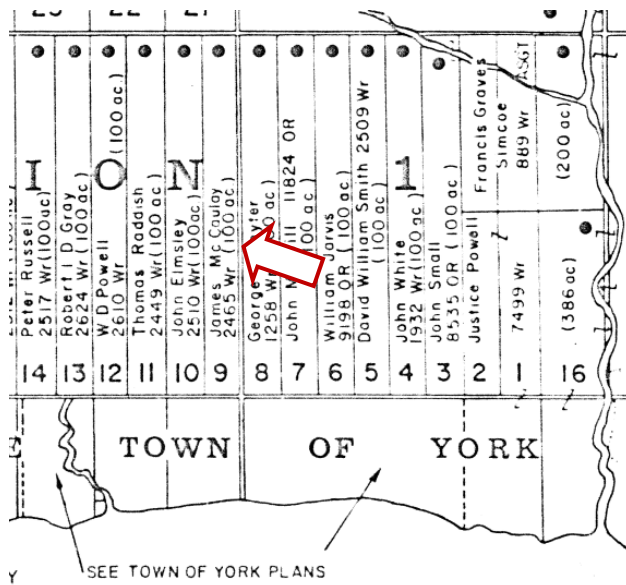 I O N 1
Peter Russell
2517 Wr (100 ac)
Robert I D Gray
2624 Wr (100 ac)
W D Powell (100 ac)
2610 Wr
Thomas Raddish
2449 Wr (100 ac)
John Elmsley
2510 Wr (100 ac)
James Mc Caulay
2465 Wr (100 ac)
George
1258
John 11824 OR
William Jarvis
9198 OR (100 ac)
David William Smith 2509 Wr
(100 ac)
John White
1932 Wr (100 ac)
John Small
8535 OR (100 ac)
Justice Powell
Francis Graves
Simcoe
889 Wr ASGT
7499 Wr
(200 ac)
(386 ac)
14 13 12 11 10 9 8 7 6 5 4 3 2 1 16
TOWN OF YORK
SEE TOWN OF YORK PLANS
Y